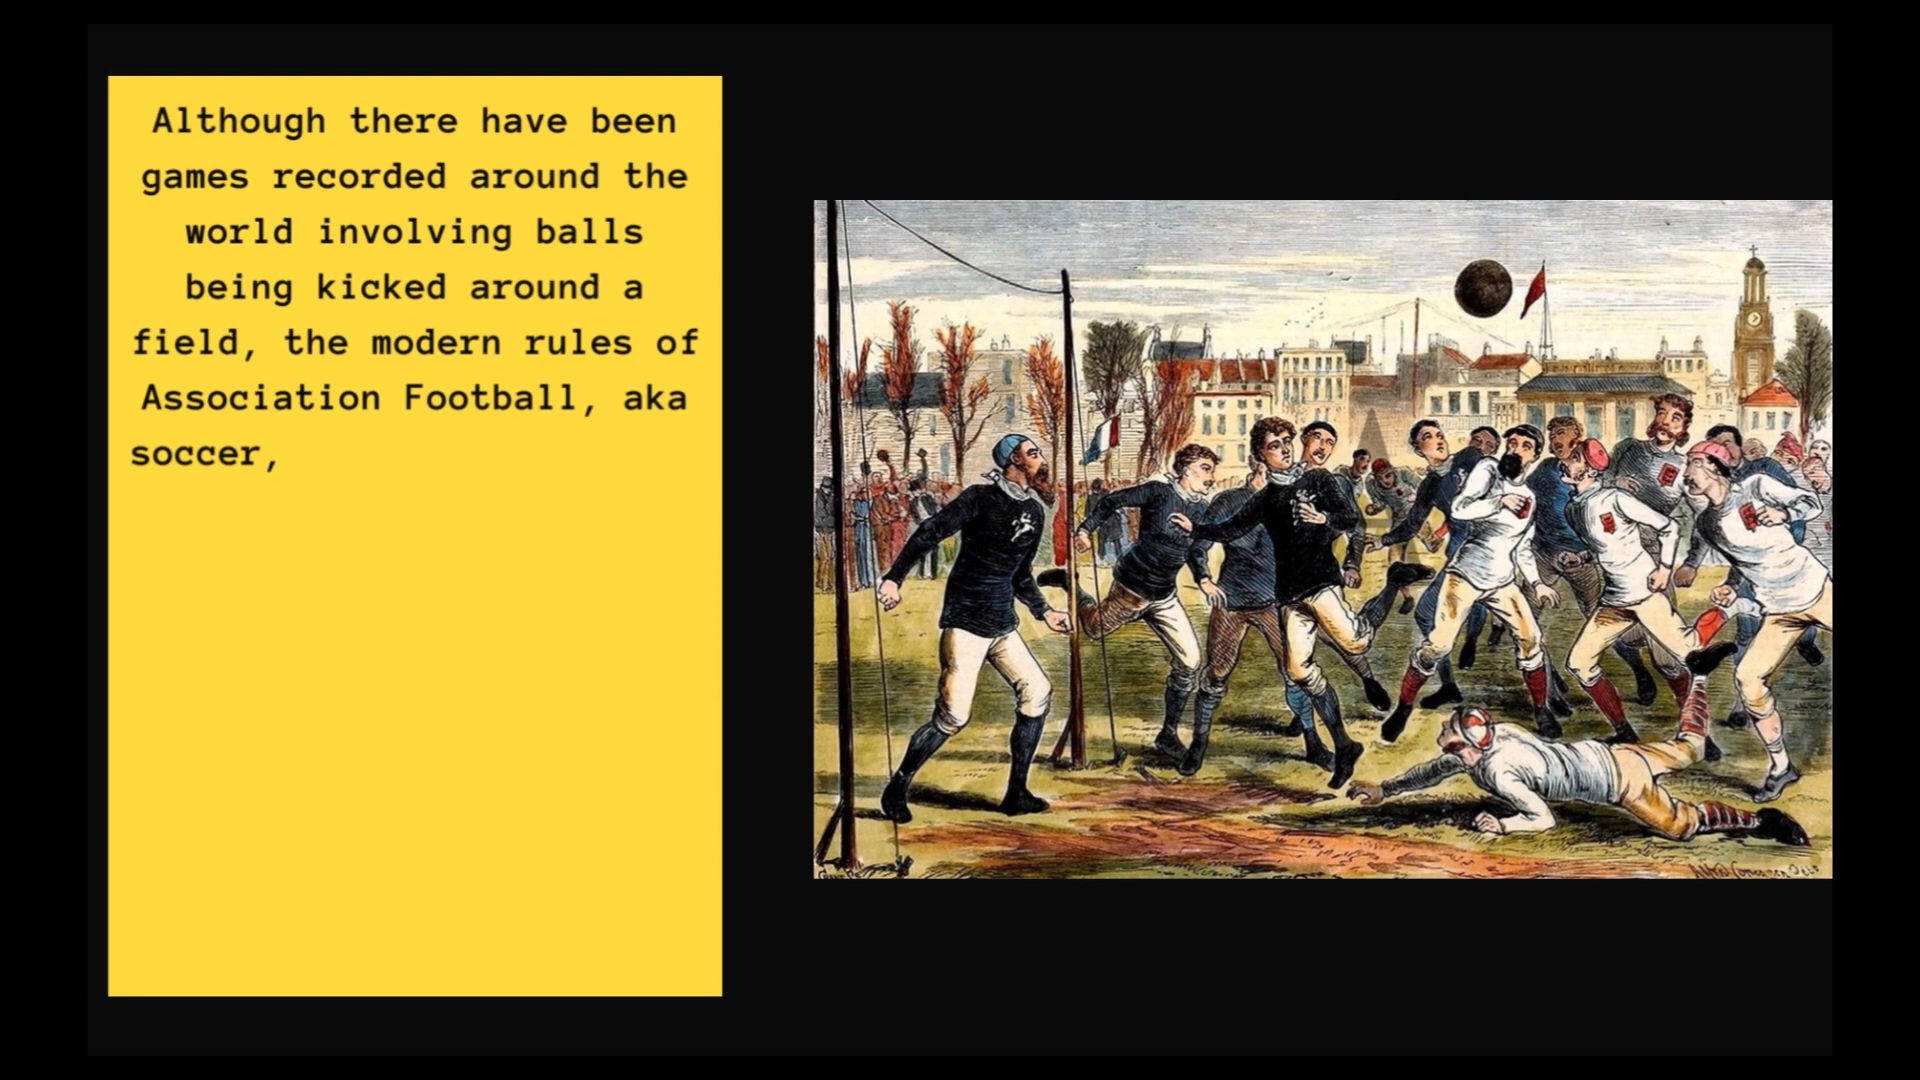 Although there have been
games recorded around the
world involving balls
being kicked around a
field, the modern rules of
Association Football, aka
soccer,